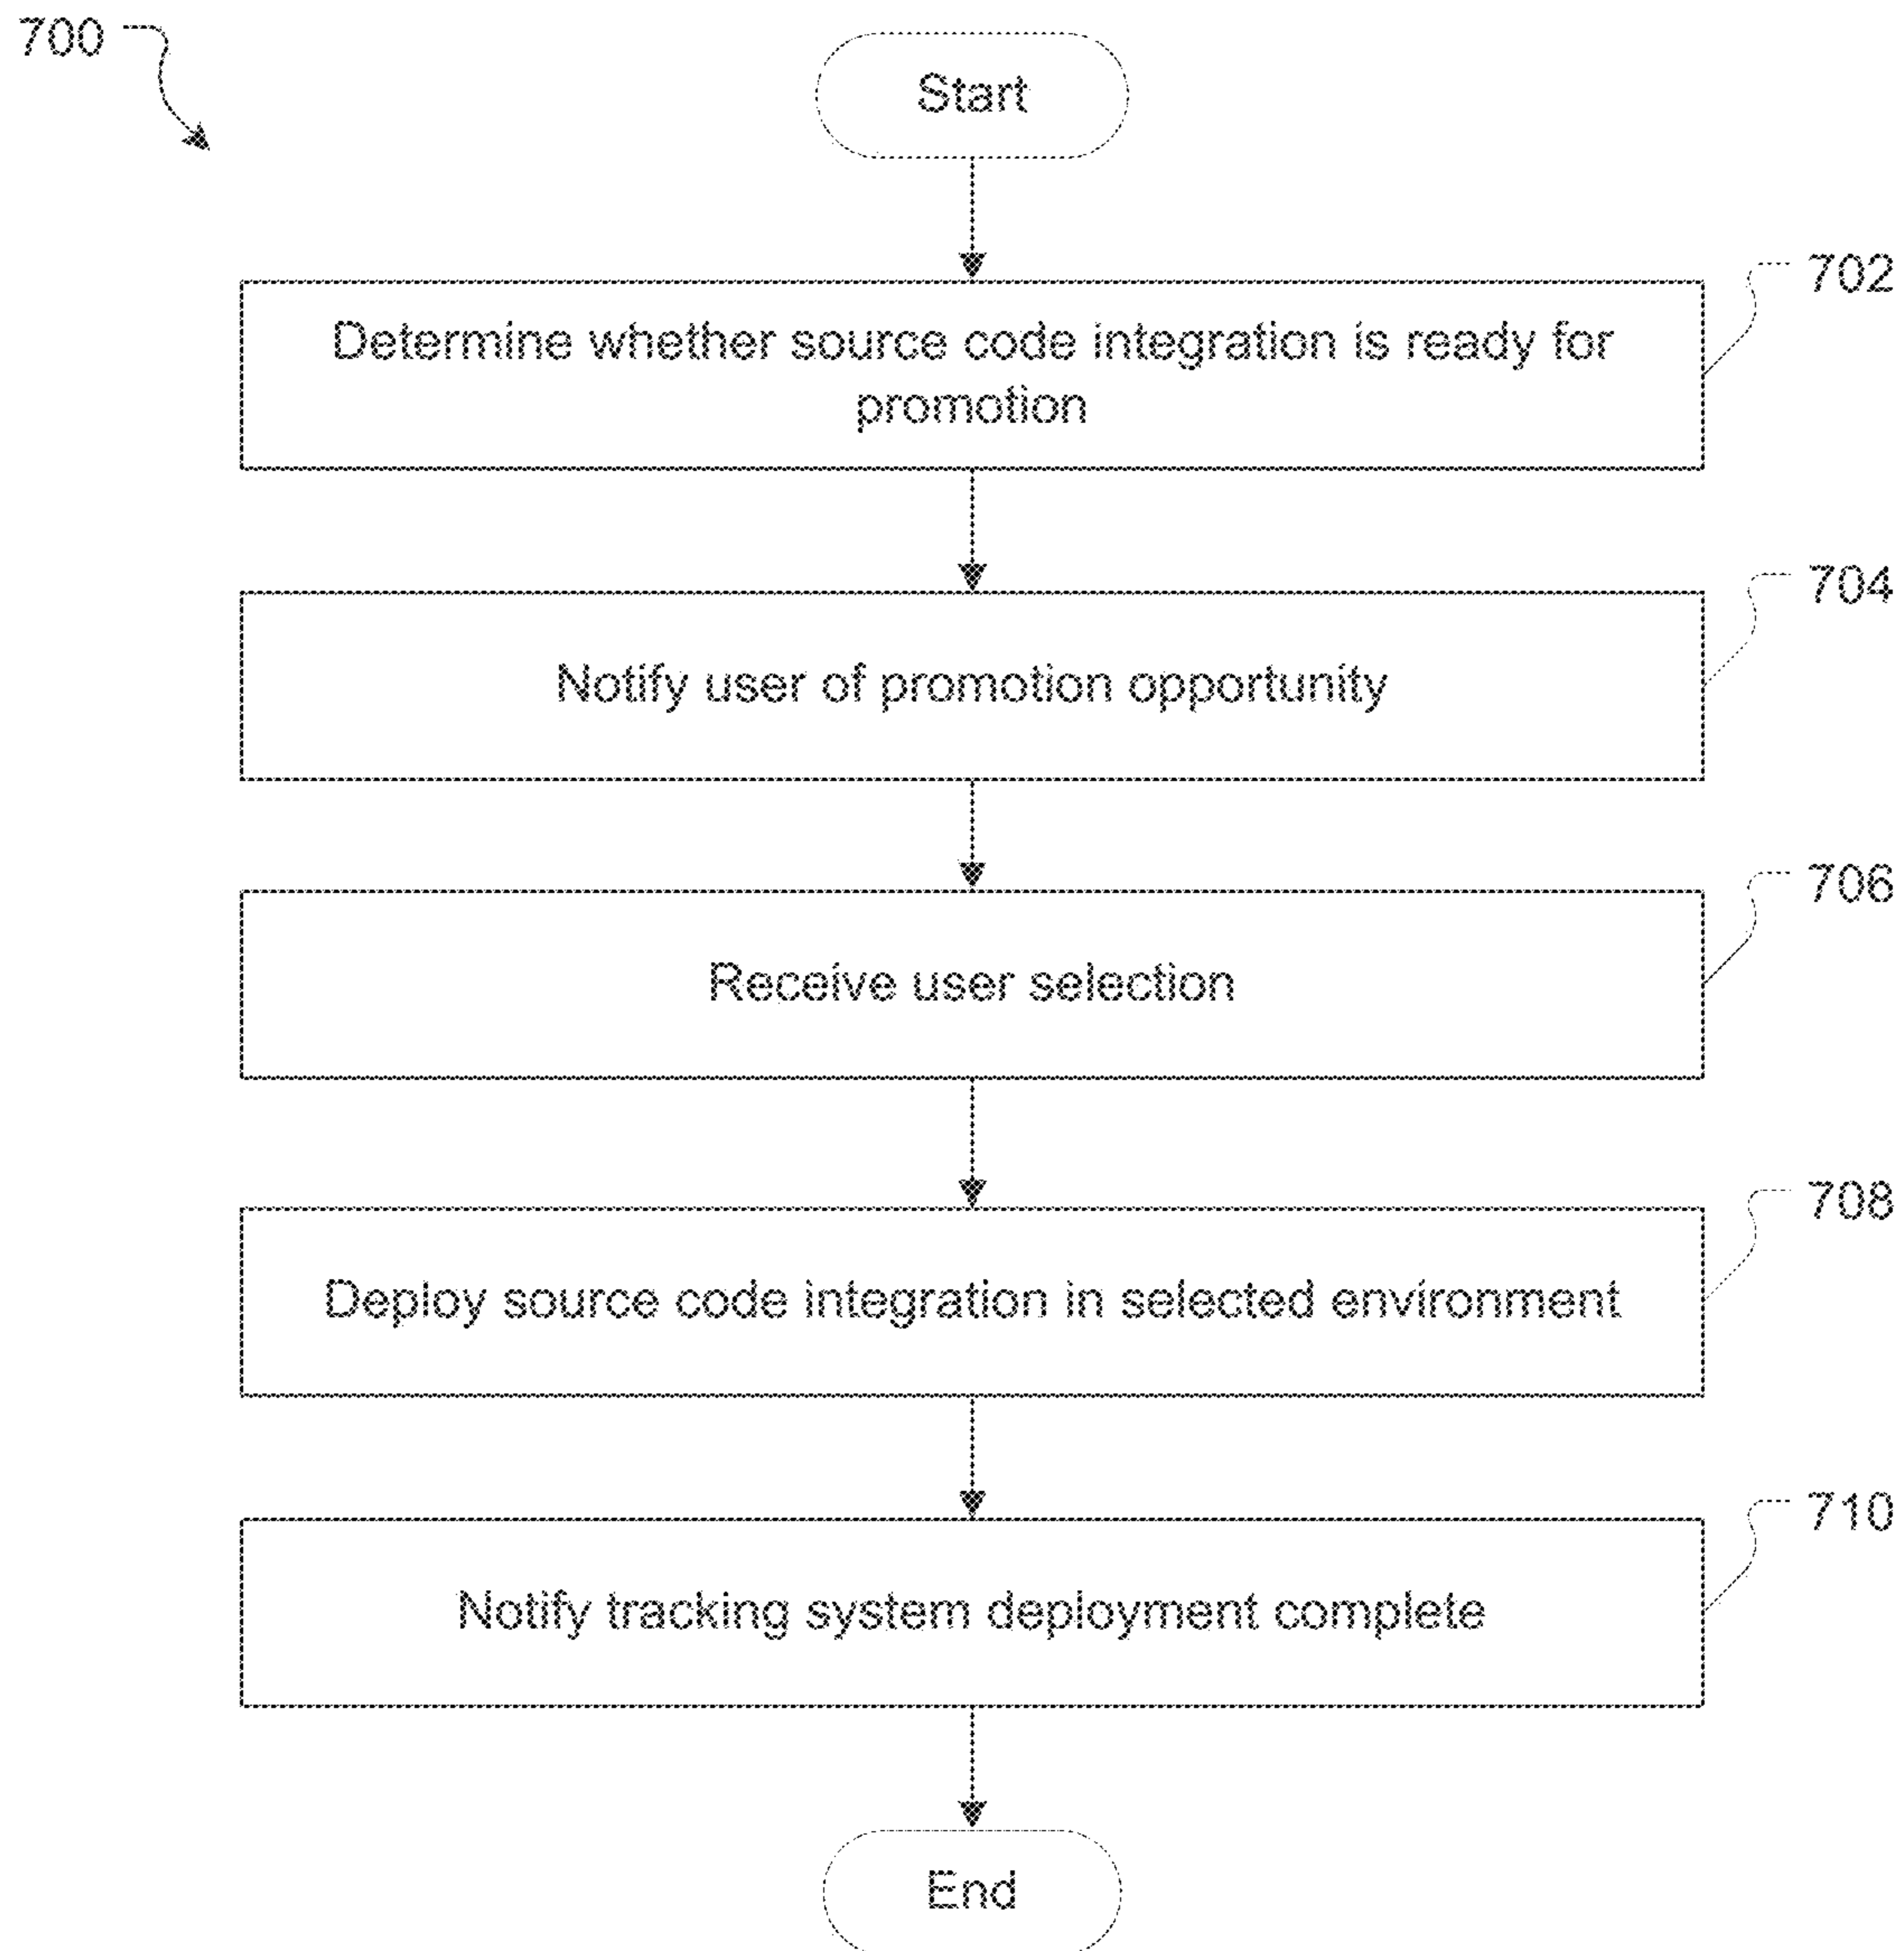 700
Start
702
Determine whether source code integration is ready for
promotion
704
Notify user of promotion opportunity
706
Receive user selection
708
Deploy source code integration in selected environment
710
Notify tracking system deployment complete
End